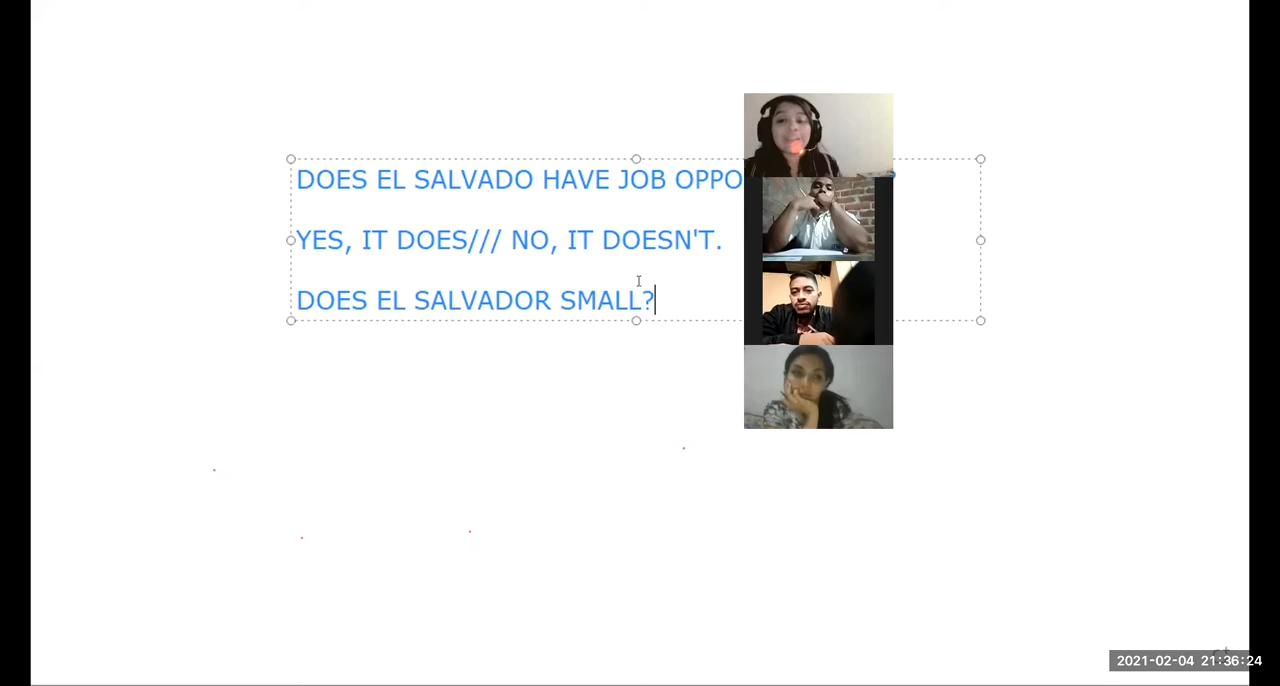 DOES EL SALVADO HAVE JOB
YES, IT DOES/// NO, IT DOESN'T.
DOES EL SALVADOR SMALL?
2021-02-04 21:36:24